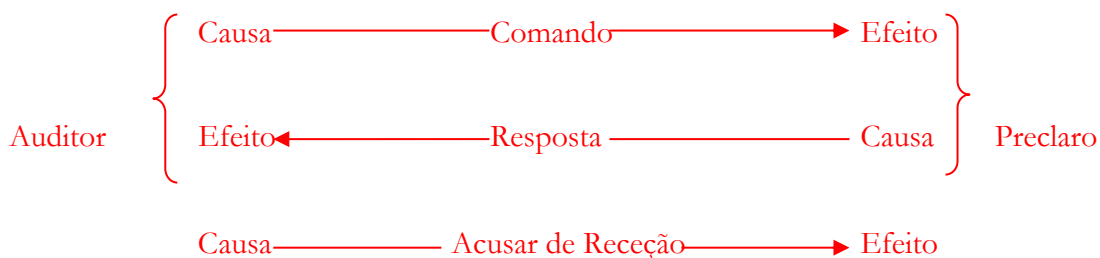 Causa Comando Efeito
Auditor Efeito Resposta Causa Preclaro
Causa Acusar de Receção Efeito